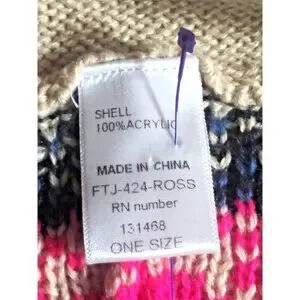 SHELL
100%ACRYLIC
MADE IN CHINA
FTJ-424-ROSS
RN number
131468
ONE SIZE